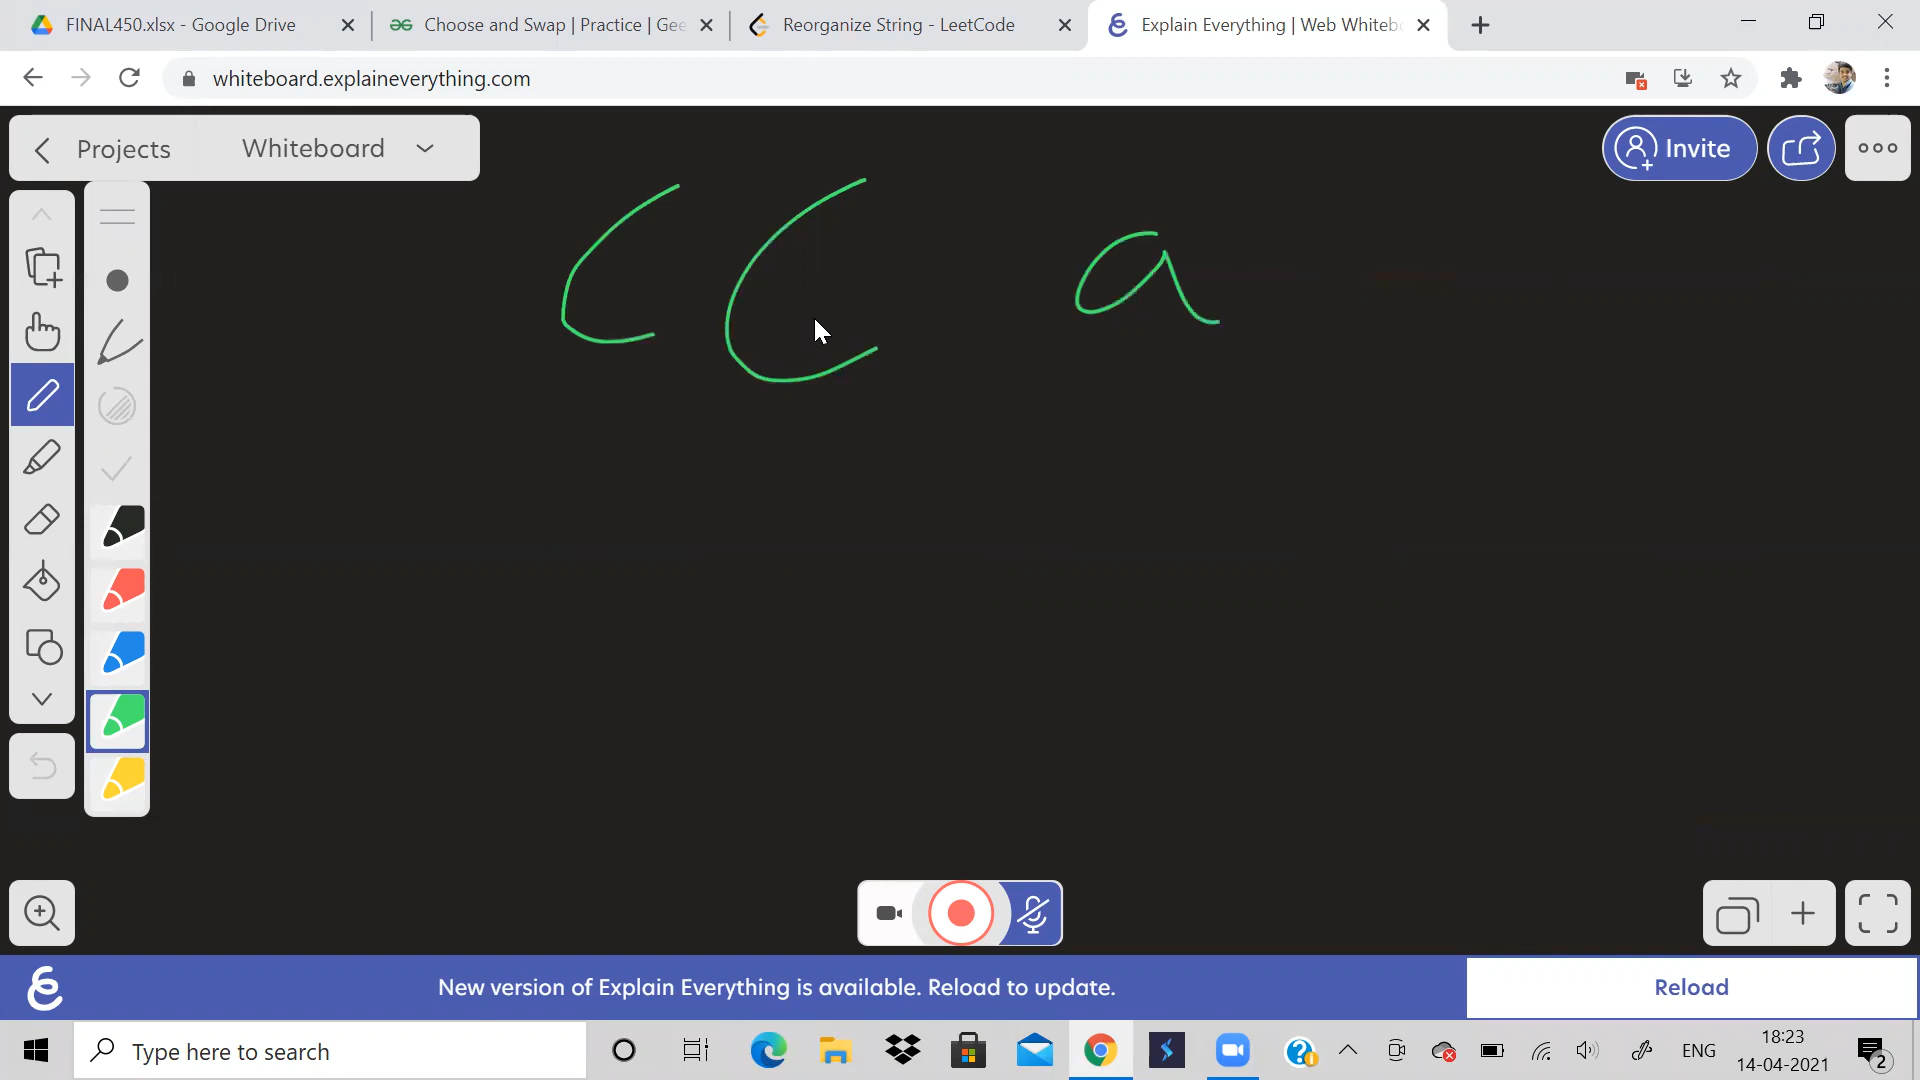 FINAL450.xlsx - Google Drive
Choose and Swap | Practice | Gee
Reorganize String - LeetCode
Explain Everything | Web Whitebo
whiteboard.explaineverything.com
Projects
Whiteboard
Invite
C C a
New version of Explain Everything is available. Reload to update.
Reload
Type here to search
ENG
18:23
14-04-2021
2